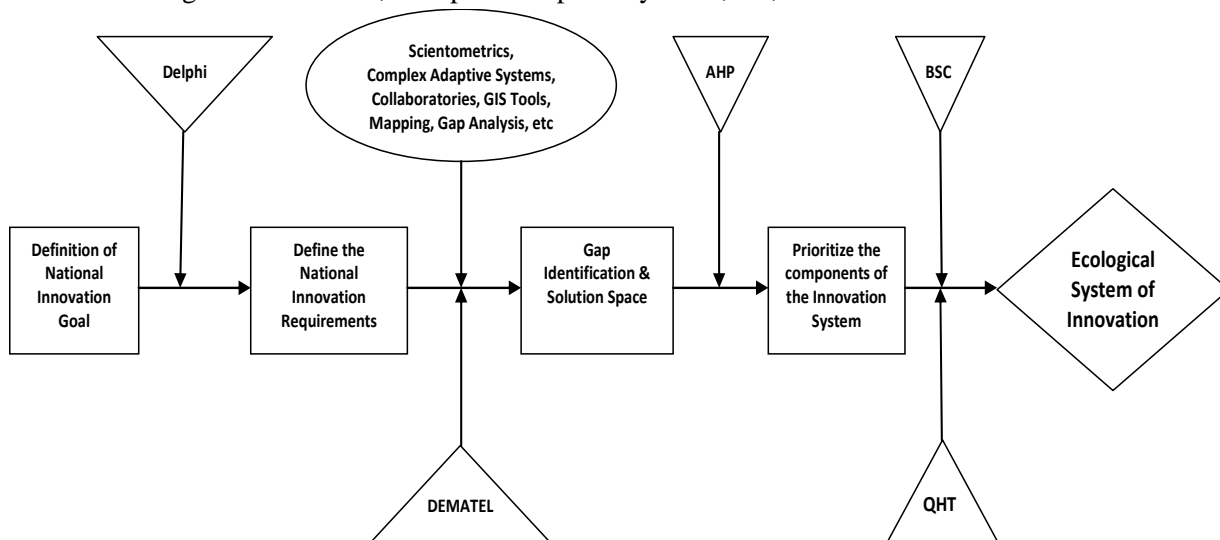 Delphi
Scientometrics,
Complex Adaptive Systems,
Collaboratories, GIS Tools,
Mapping, Gap Analysis, etc
AHP
BSC
Definition of
National
Innovation
Goal
Define the
National
Innovation
Requirements
Gap
Identification &
Solution Space
Prioritize the
components of
the Innovation
System
Ecological
System of
Innovation
DEMATEL
QHT